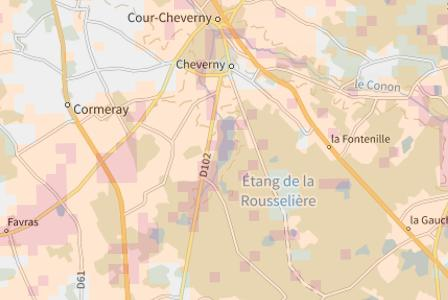 Cour-Cheverny
Cheverny
le Conon
Cormeray
la Fontenille
D102
Étang de la
Rousselière
Favras
la Gauch
D61